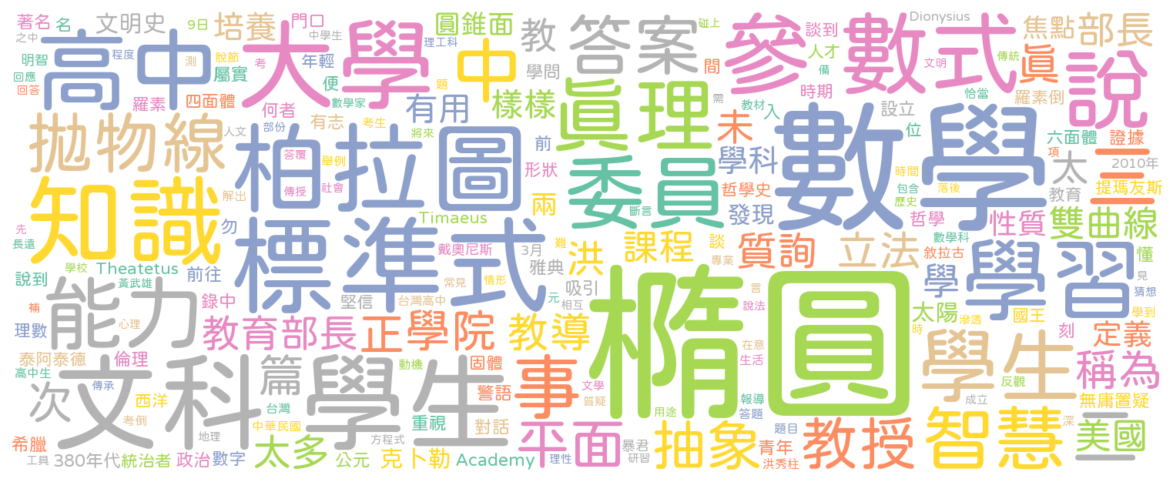 著名 名 文明史 9日 培養 門口 圓錐面 教 答案 參 數式 Dionysius 談到 碰上 焦點 部長
之中 中學生 理工科 人才 傳統 文明
明智 程度 脫節 年輕 學問 備 眞 說
高中 大學 中 眞理 間 時期 羅素倒 恰當
回應 回答 測 屬實 考 便
羅素 四面體 數學家 有用 樣樣 需 教材 入 設立 六面體 證據
拋物線 人文 部份 何者 有志 考生 前 未 位 項 三
柏拉圖 形狀 委員 學科 數學 太 2010年
答覆 將來 舉例 哲學史 時間 包含 落後 歷史 教育 提瑪友斯
知識 解出 傳授 社會 兩 斷言 發現 哲學 性質 雙曲線
先 勿 標準式 Timaeus 課程 談 質詢 立法 數學科 懂
長遠 說到 Theatetus 學校 前往 戴奧尼斯 3月 洪 難 專業 敘拉古 學 學習 見 猜想
黃武雄 堅信 台灣高中 常見 情形 雅典 吸引 元 相互 言 說法 太陽 滲透 國王 學到
補 能力 錄中 時 刻 定義
理數 心理 教育部長 正學院 教導 橢圓 在意 生活 學生 稱為
泰阿泰德 倫理 篇 動機 固體 事 文學 質疑 反觀 無庸置疑
高中生 次 文科學生 傳承 警語 報導 用途 答題 成立 深
西洋 台灣 重視 對話 平面 抽象 題目 教授 智慧 美國
希臘 考倒 中華民國 地理 方程式 暴君 青年 二
工具 380年代 統治者 政治 數字 太多 公元 克卜勒 Academy 理性 研習 洪秀柱 題